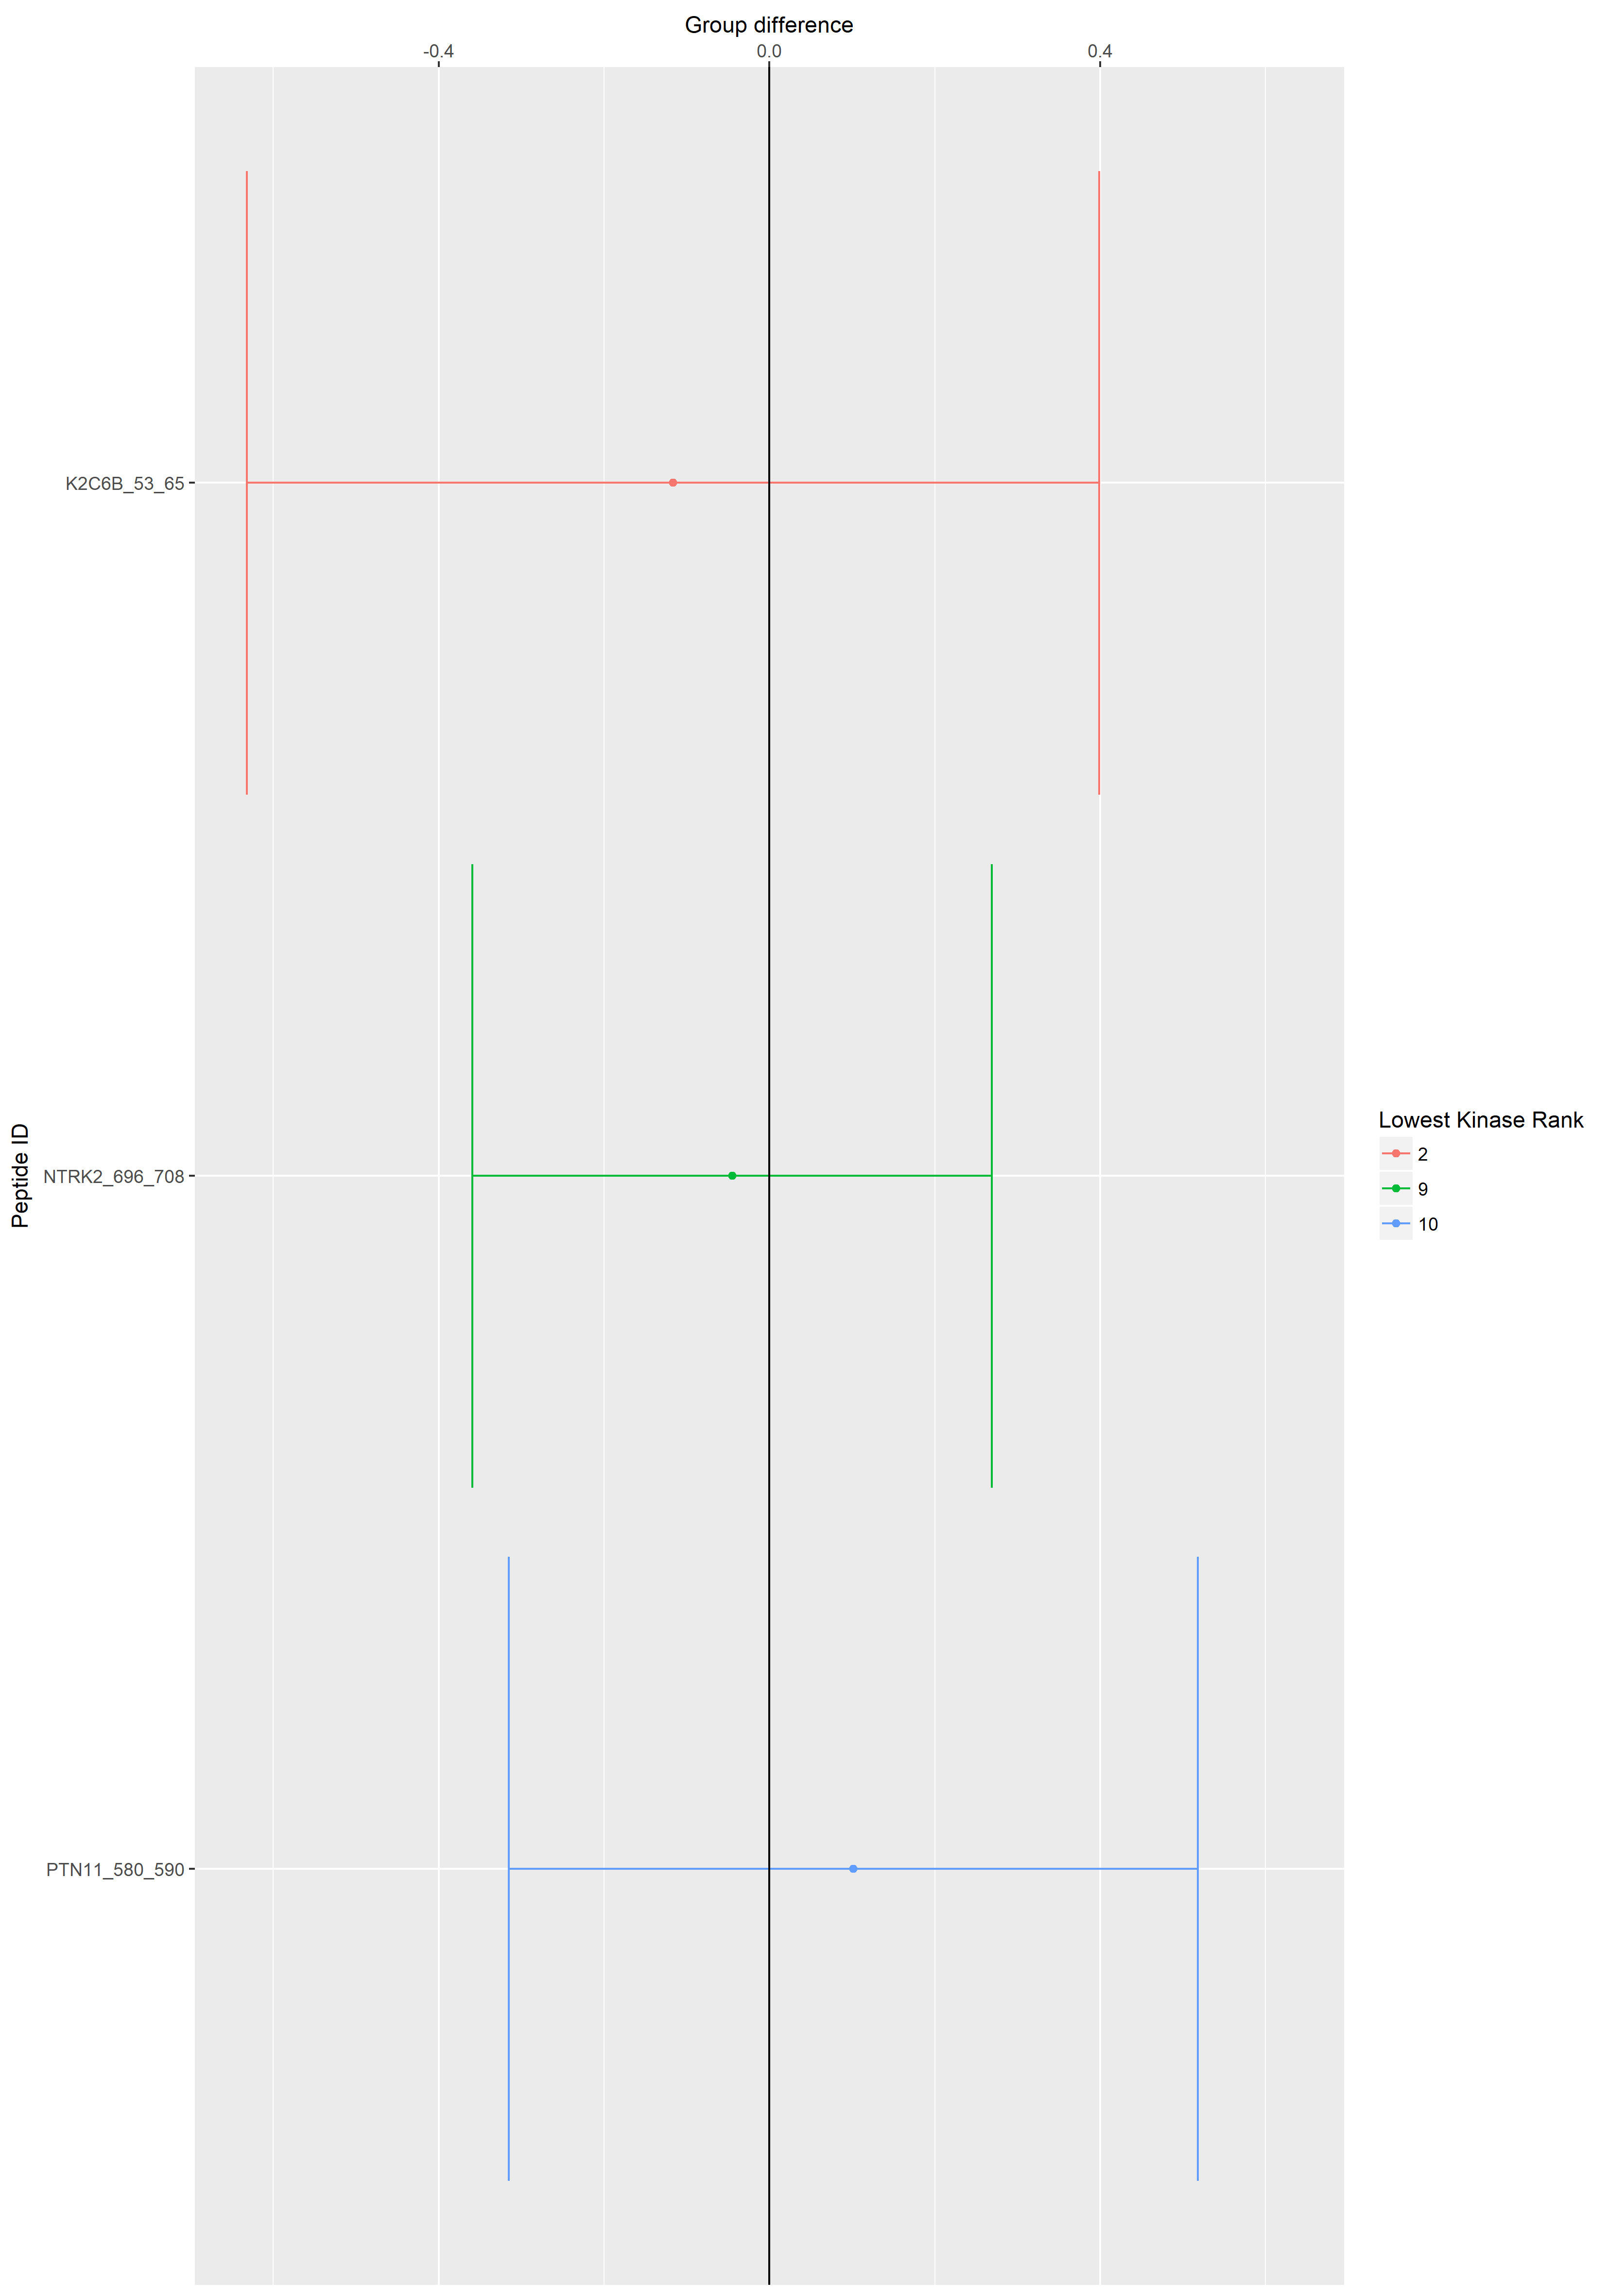 Group difference
-0.4 0.0 0.4
K2C6B_53_65
NTRK2_696_708
PTN11_580_590
Peptide ID
Lowest Kinase Rank
2
9
10